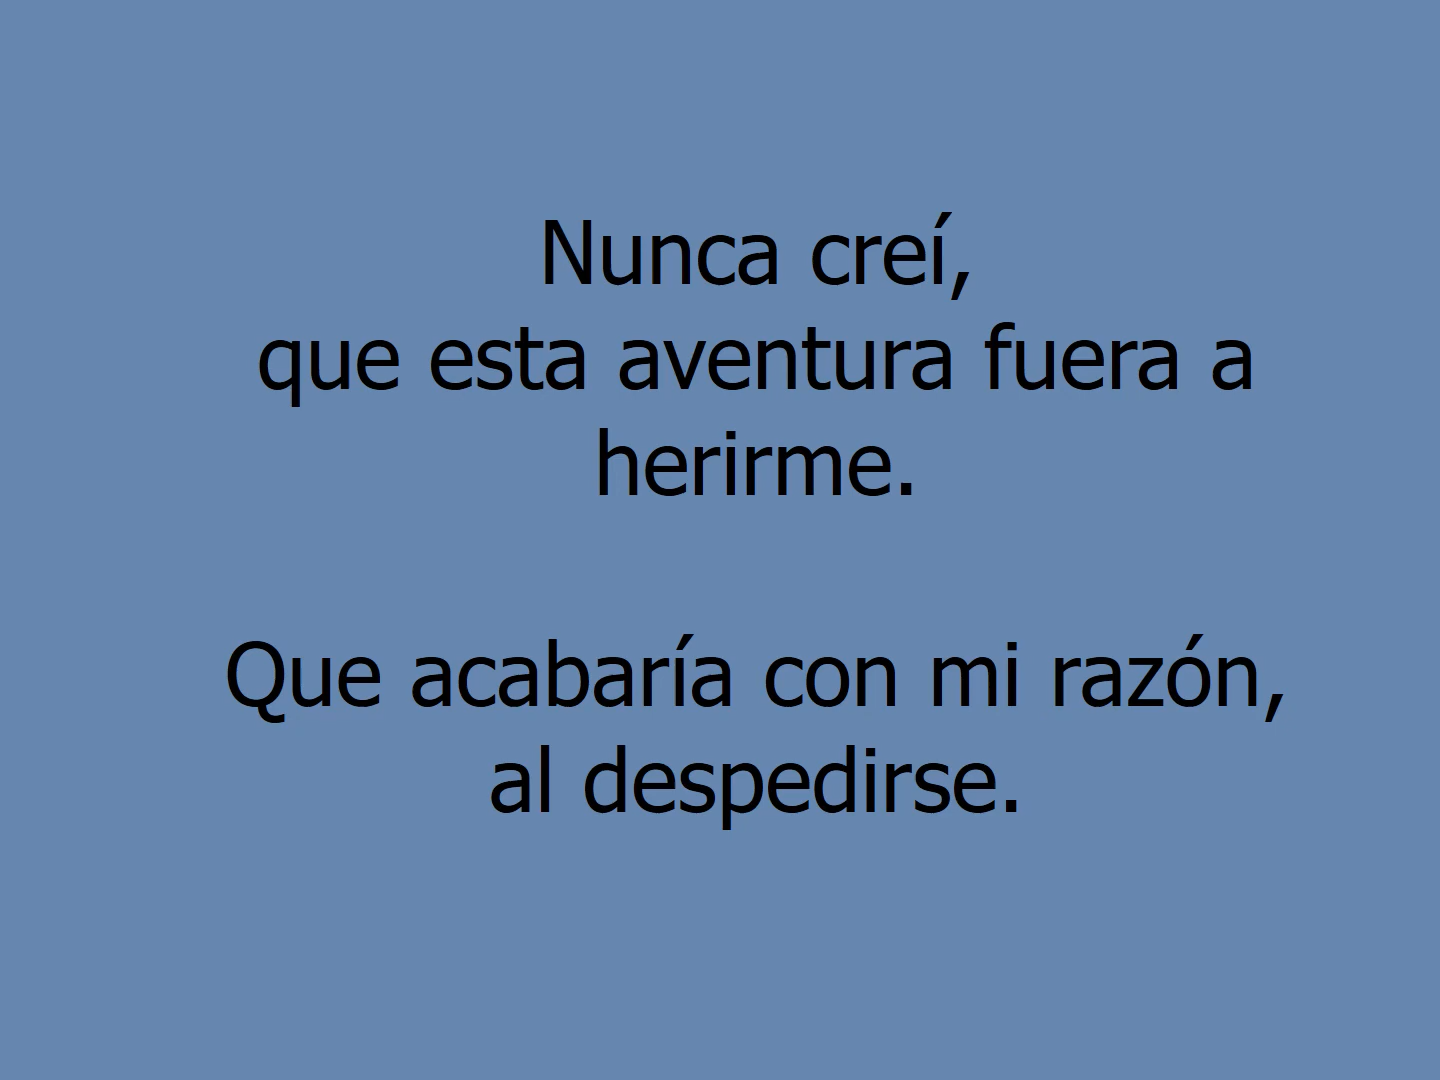 Nunca creí,
que esta aventura fuera a
herirme.
Que acabaría con mi razón,
al despedirse.